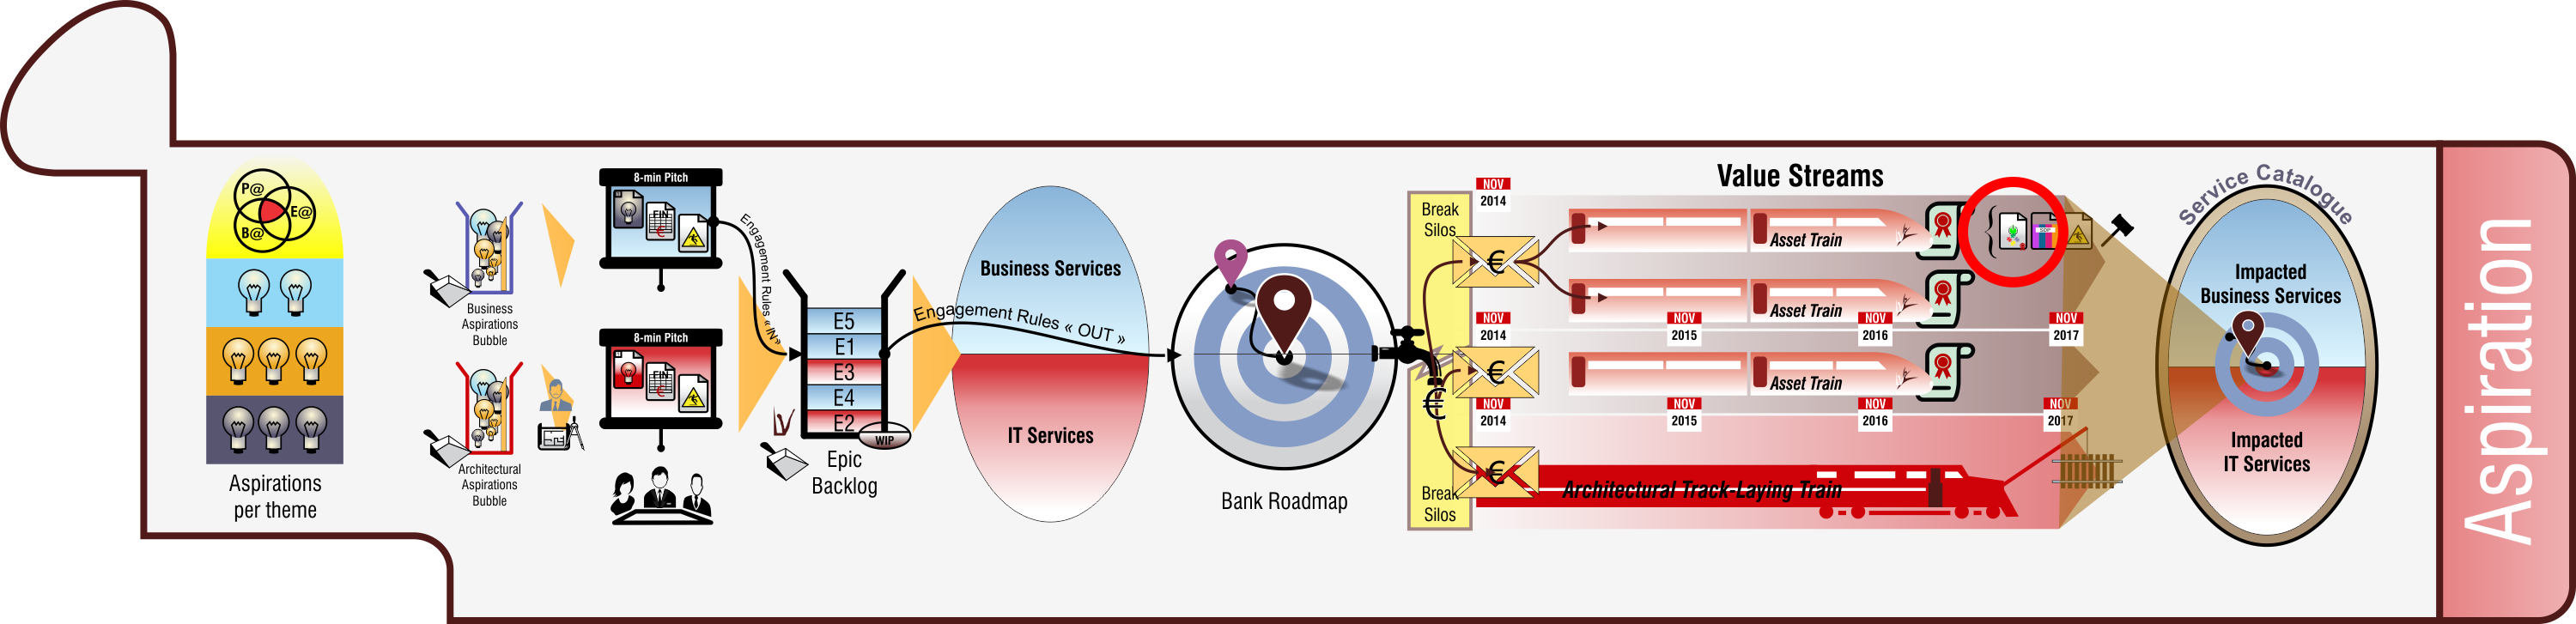 P@
E@
B@
Aspirations
per theme
Business
Aspirations
Bubble
Architectural
Aspirations
Bubble
8-min Pitch
FIN
€
8-min Pitch
FIN
€
Engagement Rules « IN »
E5
E1
E3
E4
E2
WIP
Epic
Backlog
Business Services
Engagement Rules « OUT »
IT Services
Bank Roadmap
Value Streams
Break
Silos
€
€
€
€
Break
Silos
NOV
2014
Asset Train
Asset Train
NOV
2014
NOV
2015
NOV
2016
NOV
2017
Asset Train
NOV
2014
NOV
2015
NOV
2016
NOV
2017
Architectural Track-Laying Train
Service Catalogue
Impacted
Business Services
Impacted
IT Services
Aspiration